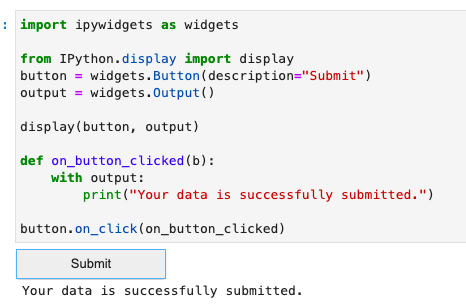 : import ipywidgets as widgets
from IPython.display import display
button = widgets.Button(description="Submit")
output = widgets.Output()
display(button, output)
def on_button_clicked(b):
    with output:
        print("Your data is successfully submitted.")
button.on_click(on_button_clicked)
Submit
Your data is successfully submitted.